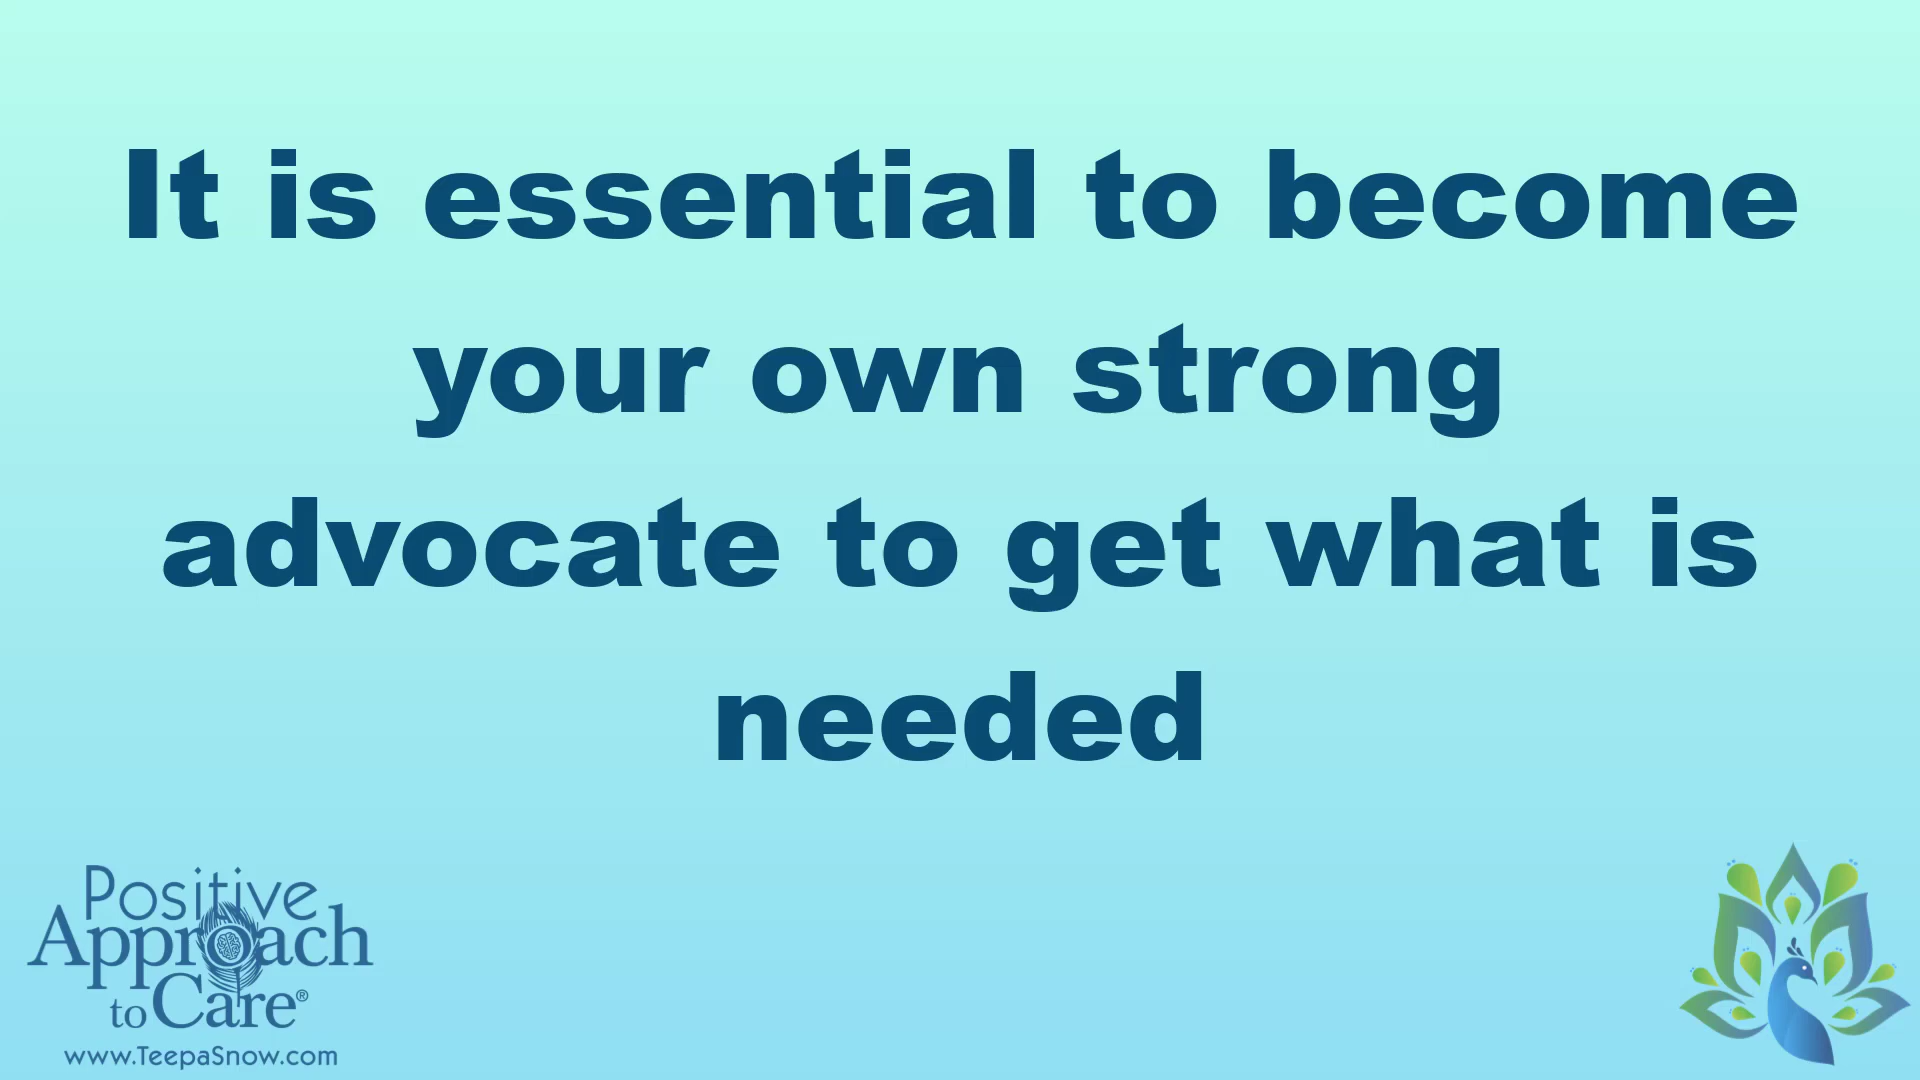 It is essential to become
your own strong
advocate to get what is
needed
Positive
Approach
to Care®
www.TeepaSnow.com